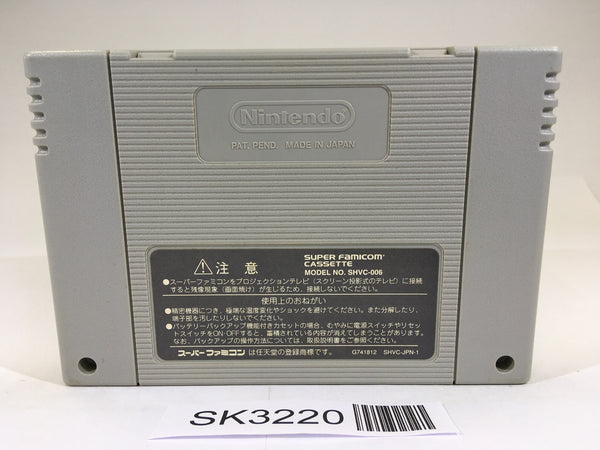 Nintendo
PAT. PEND. MADE IN JAPAN
⚠注意
SUPER FAMICOM
CASSETTE
MODEL NO. SHVC-006
●スーパーファミコンをプロジェクションテレビ（スクリーン投影式のテレビ）に接続
すると残像現象（画面焼け）が生じるため、接続しないでください。
使用上のおねがい
●精密機器につき、極端な温度変化やショックを避けてください。また分解したり、
端子部を汚したりしないでください。
●バッテリーバックアップ機能付きカセットの場合、むやみに電源スイッチやリセッ
トスイッチをON・OFFすると、蓄積されている内容が消えてしまうことがあります。
なお、バックアップの操作方法については、取扱説明書をご参照ください。
スーパーファミコン は任天堂の登録商標です。
G741812 SHVC-JPN-1
SK3220